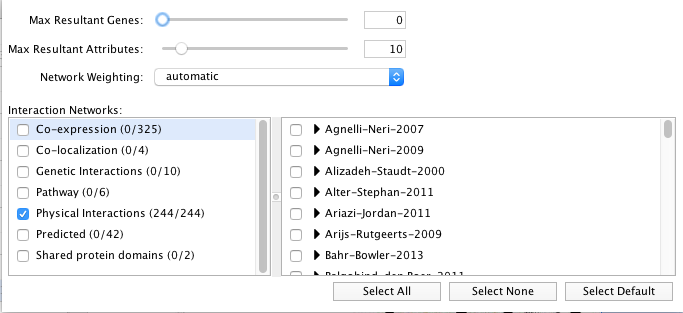 Max Resultant Genes: 0
Max Resultant Attributes: 10
Network Weighting: automatic
Interaction Networks:
Co-expression (0/325)
Co-localization (0/4)
Genetic Interactions (0/10)
Pathway (0/6)
Physical Interactions (244/244)
Predicted (0/42)
Shared protein domains (0/2)
Agnelli-Neri-2007
Agnelli-Neri-2009
Alizadeh-Staudt-2000
Alter-Stephan-2011
Ariazi-Jordan-2011
Arijs-Rutgeerts-2009
Bahr-Bowler-2013
Select All Select None Select Default